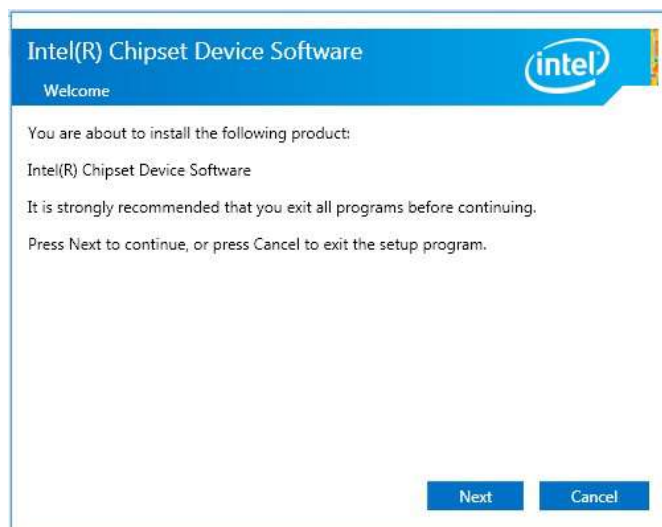 Intel(R) Chipset Device Software
intel
Welcome
You are about to install the following product:
Intel(R) Chipset Device Software
It is strongly recommended that you exit all programs before continuing.
Press Next to continue, or press Cancel to exit the setup program.
Next
Cancel